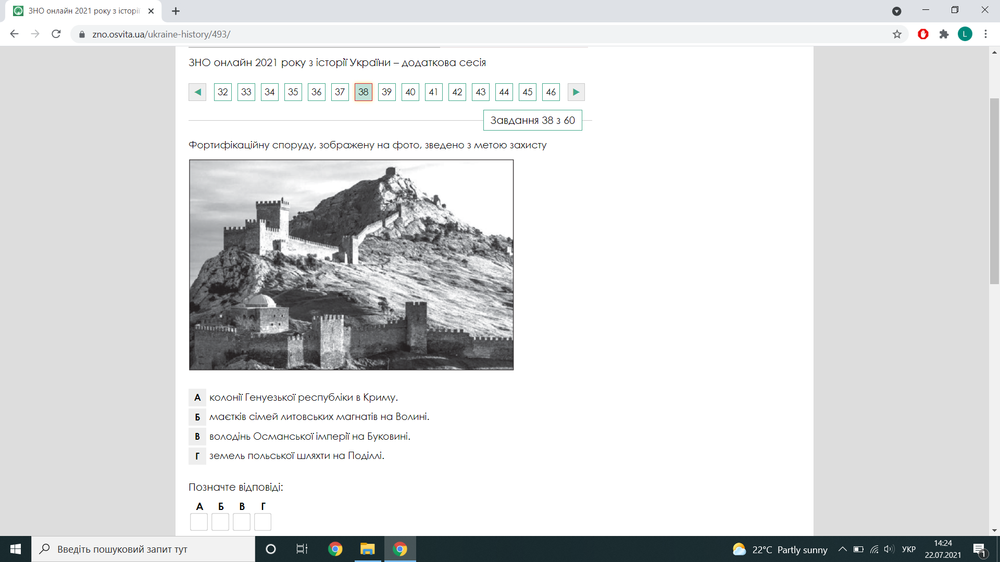 ЗНО онлайн 2021 року з історії
zno.osvita.ua/ukraine-history/493/
L
ЗНО онлайн 2021 року з історії України – додаткова сесія
32 33 34 35 36 37 38 39 40 41 42 43 44 45 46
Завдання 38 з 60
Фортифікаційну споруду, зображену на фото, зведено з метою захисту
А колонії Генуезької республіки в Криму.
Б маєтків сімей литовських магнатів на Волині.
В володінь Османської імперії на Буковині.
Г земель польської шляхти на Поділлі.
Позначте відповіді:
А Б В Г
Введіть пошуковий запит тут
22°C Partly sunny
УКР
14:24
22.07.2021
1